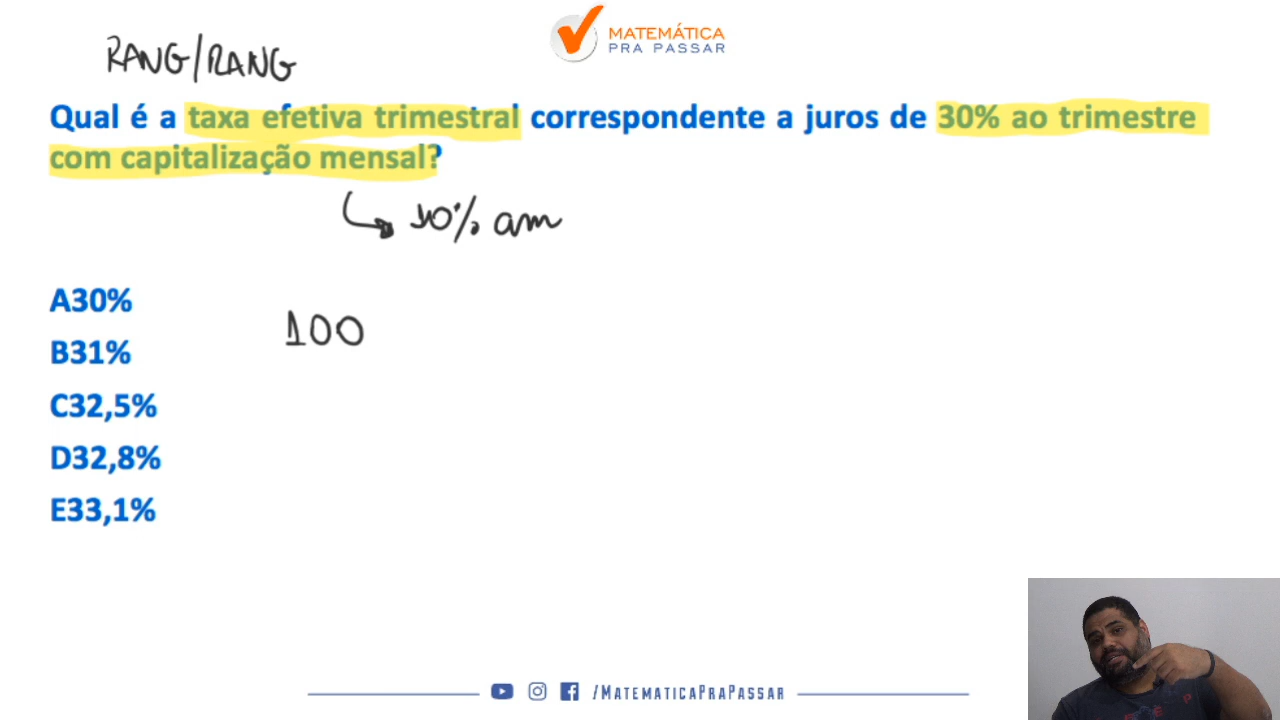 MATEMÁTICA
PRA PASSAR
RANG/RANG
Qual é a taxa efetiva trimestral correspondente a juros de 30% ao trimestre
com capitalização mensal?
10% am
A30%
100
B31%
C32,5%
D32,8%
E33,1%
/MATEMATICAPRAPASSAR